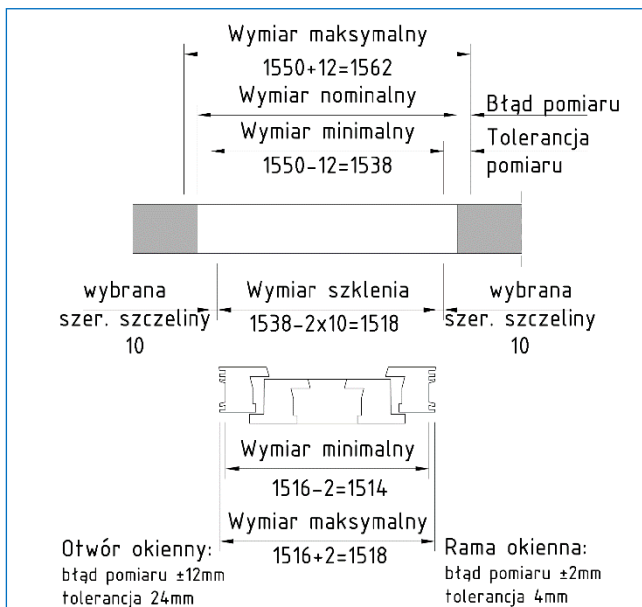 Wymiar maksymalny
1550+12=1562
Wymiar nominalny
Błąd pomiaru
Wymiar minimalny
1550-12=1538
Tolerancja
pomiaru
wybrana
szer. szczeliny
10
Wymiar szklenia
1538-2x10=1518
wybrana
szer. szczeliny
10
Wymiar minimalny
1516-2=1514
Wymiar maksymalny
1516+2=1518
Otwór okienny:
błąd pomiaru ±12mm
tolerancja 24mm
Rama okienna:
błąd pomiaru ±2mm
tolerancja 4mm